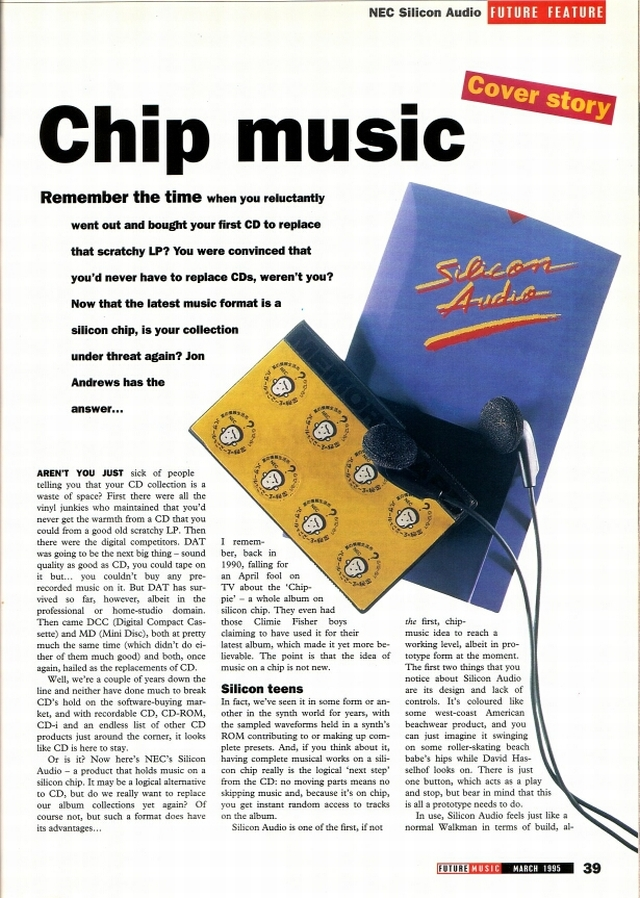 NEC Silicon Audio FUTURE FEATURE
Cover story
Chip music
Remember the time when you reluctantly
went out and bought your first CD to replace
that scratchy LP? You were convinced that
you'd never have to replace CDs, weren't you?
Now that the latest music format is a
silicon chip, is your collection
under threat again? Jon
Andrews has the
answer...
Silicon
Audio
AREN'T YOU JUST sick of people
telling you that your CD collection is a
waste of space? First there were all the
vinyl junkies who maintained that you'd
never get the warmth from a CD that you
could from a good old scratchy LP. Then
there were the digital competitors. DAT
was going to be the next big thing – sound
quality as good as CD, you could tape on
it but... you couldn't buy any pre-
recorded music on it. But DAT has sur-
vived so far, however, albeit in the
professional or home-studio domain.
Then came DCC (Digital Compact Cas-
sette) and MD (Mini Disc), both at pretty
much the same time (which didn't do ei-
ther of them much good) and both, once
again, hailed as the replacements of CD.
Well, we're a couple of years down the
line and neither have done much to break
CD's hold on the software-buying mar-
ket, and with recordable CD, CD-ROM,
CD-i and an endless list of other CD
products just around the corner, it looks
like CD is here to stay.
Or is it? Now here's NEC's Silicon
Audio – a product that holds music on a
silicon chip. It may be a logical alternative
to CD, but do we really want to replace
our album collections yet again? Of
course not, but such a format does have
its advantages...
I remem-
ber, back in
1990, falling for
an April fool on
TV about the 'Chip-
pie' – a whole album on
silicon chip. They even had
those Climie Fisher boys
claiming to have used it for their
latest album, which made it yet more be-
lievable. The point is that the idea of
music on a chip is not new.
Silicon teens
In fact, we've seen it in some form or an-
other in the synth world for years, with
the sampled waveforms held in a synth's
ROM contributing to or making up com-
plete presets. And, if you think about it,
having complete musical works on a sili-
con chip really is the logical 'next step'
from the CD: no moving parts means no
skipping music and, because it's on chip,
you get instant random access to tracks
on the album.
Silicon Audio is one of the first, if not
the first, chip-
music idea to reach a
working level, albeit in pro-
totype form at the moment.
The first two things that you
notice about Silicon Audio
are its design and lack of
controls. It's coloured like
some west-coast American
beachwear product, and you
can just imagine it swinging
on some roller-skating beach
babe's hips while David Has-
selhof looks on. There is just
one button, which acts as a play
and stop, but bear in mind that this
is all a prototype needs to do.
In use, Silicon Audio feels just like a
normal Walkman in terms of build, al-
FUTURE MUSIC MARCH 1995 39